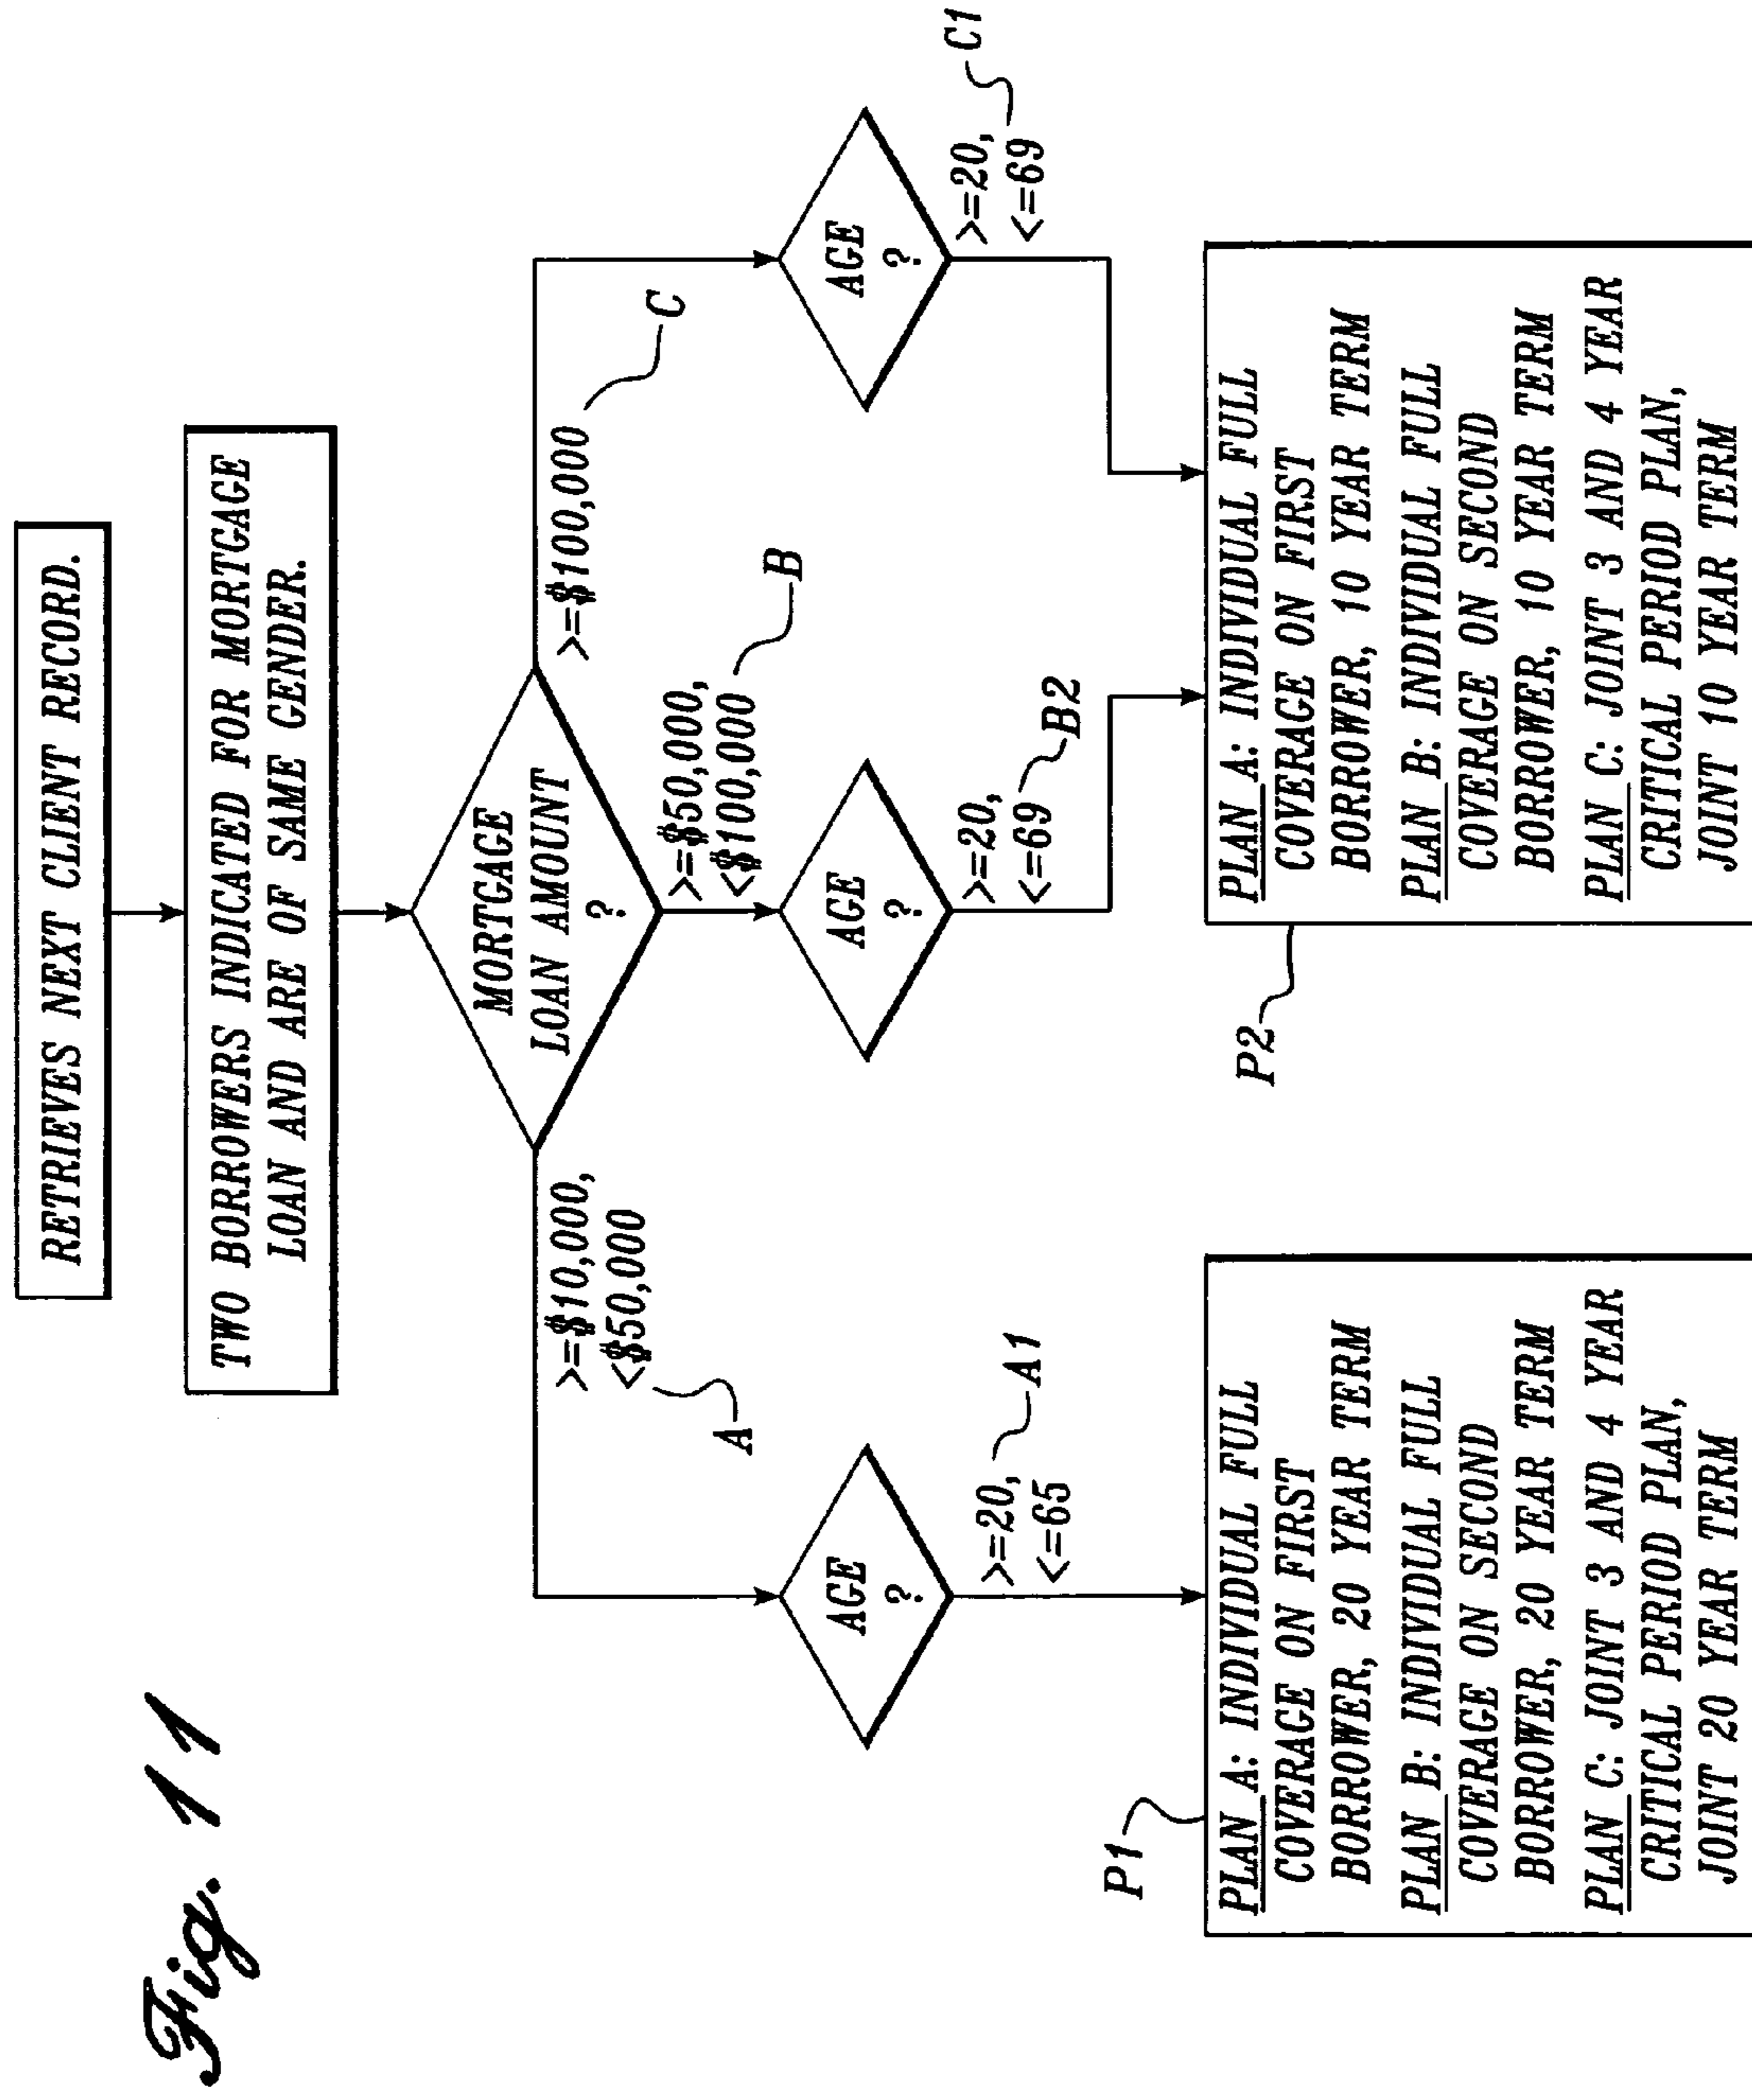 Fig. 11
RETRIEVES NEXT CLIENT RECORD.
TWO BORROWERS INDICATED FOR MORTGAGE
LOAN AND ARE OF SAME GENDER.
MORTGAGE
LOAN AMOUNT
?
>=$10,000,
<$50,000
A
>=$50,000,
<$100,000
B
>=$100,000
C
AGE
?
>=20,
<=65
A1
AGE
?
>=20,
<=69
B2
AGE
?
>=20,
<=69
C1
P1
PLAN A: INDIVIDUAL FULL
COVERAGE ON FIRST
BORROWER, 20 YEAR TERM
PLAN B: INDIVIDUAL FULL
COVERAGE ON SECOND
BORROWER, 20 YEAR TERM
PLAN C: JOINT 3 AND 4 YEAR
CRITICAL PERIOD PLAN,
JOINT 20 YEAR TERM
P2
PLAN A: INDIVIDUAL FULL
COVERAGE ON FIRST
BORROWER, 10 YEAR TERM
PLAN B: INDIVIDUAL FULL
COVERAGE ON SECOND
BORROWER, 10 YEAR TERM
PLAN C: JOINT 3 AND 4 YEAR
CRITICAL PERIOD PLAN,
JOINT 10 YEAR TERM